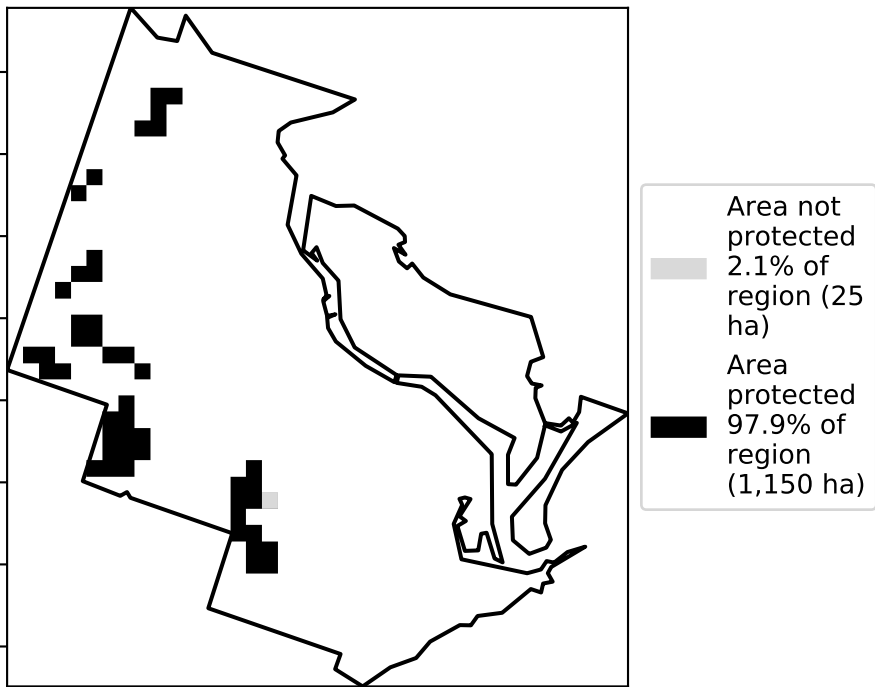 Area not
protected
2.1% of
region (25
ha)
Area
protected
97.9% of
region
(1,150 ha)